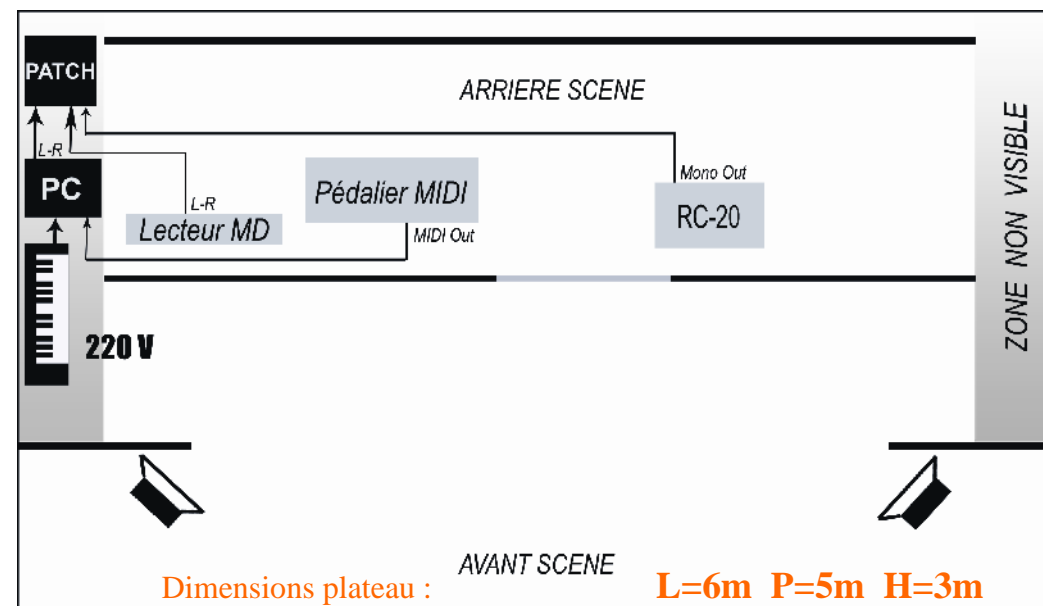 PATCH
ARRIERE SCENE
ZONE NON VISIBLE
L-R
PC
Mono Out
Pédalier MIDI
RC-20
L-R
Lecteur MD
MIDI Out
220 V
AVANT SCENE
Dimensions plateau : L=6m P=5m H=3m